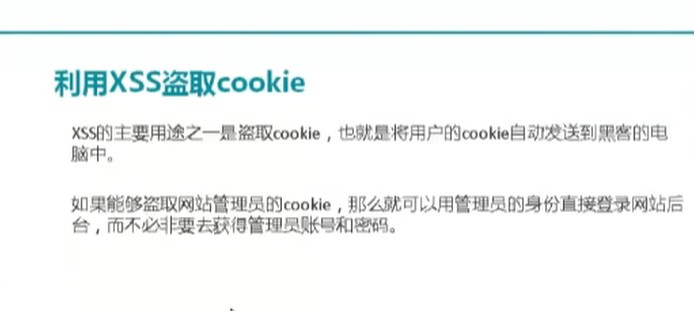 利用XSS盗取cookie
XSS的主要用途之一是盗取cookie，也就是将用户的cookie自动发送到黑客的电
脑中。
如果能够盗取网站管理员的cookie，那么就可以用管理员的身份直接登录网站后
台，而不必非要去获得管理员账号和密码。